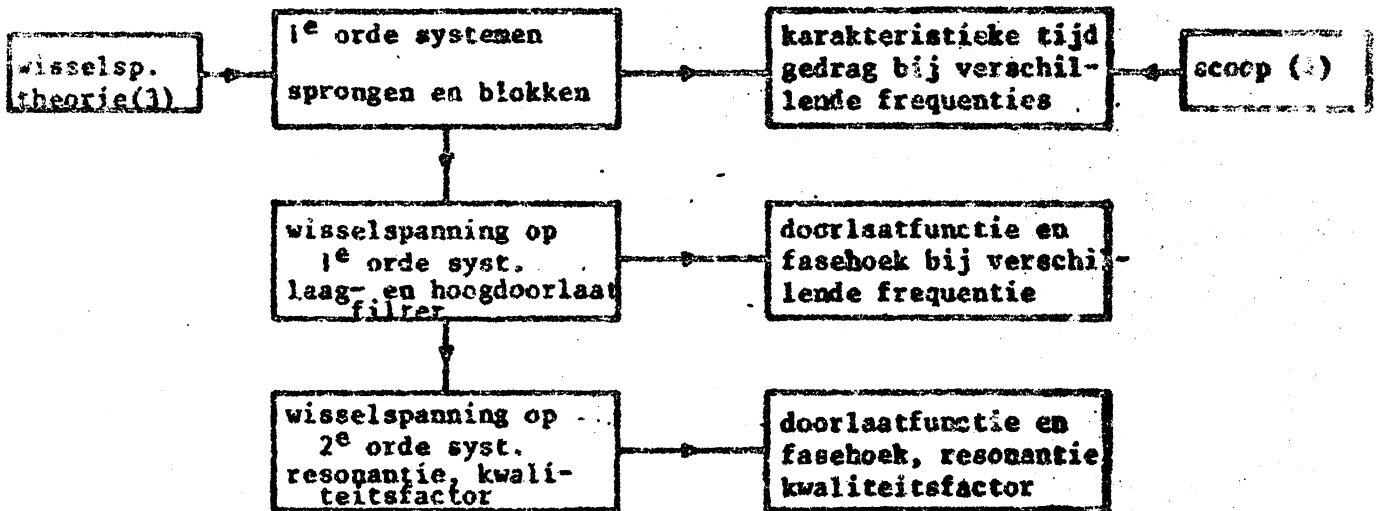 wisselsp.
theorie(3)
1e orde systemen
sprongen en blokken
karakteristieke tijd
gedrag bij verschil-
lende frequenties
scoop
wisselspanning op
1e orde syst.
laag- en hoogdoorlaat
filter
doorlaatfunctie en
fasehoek bij verschil-
lende frequentie
wisselspanning op
2e orde syst.
resonantie, kwali-
teitsfactor
doorlaatfunctie en
fasehoek, resonantie
kwaliteitsfactor